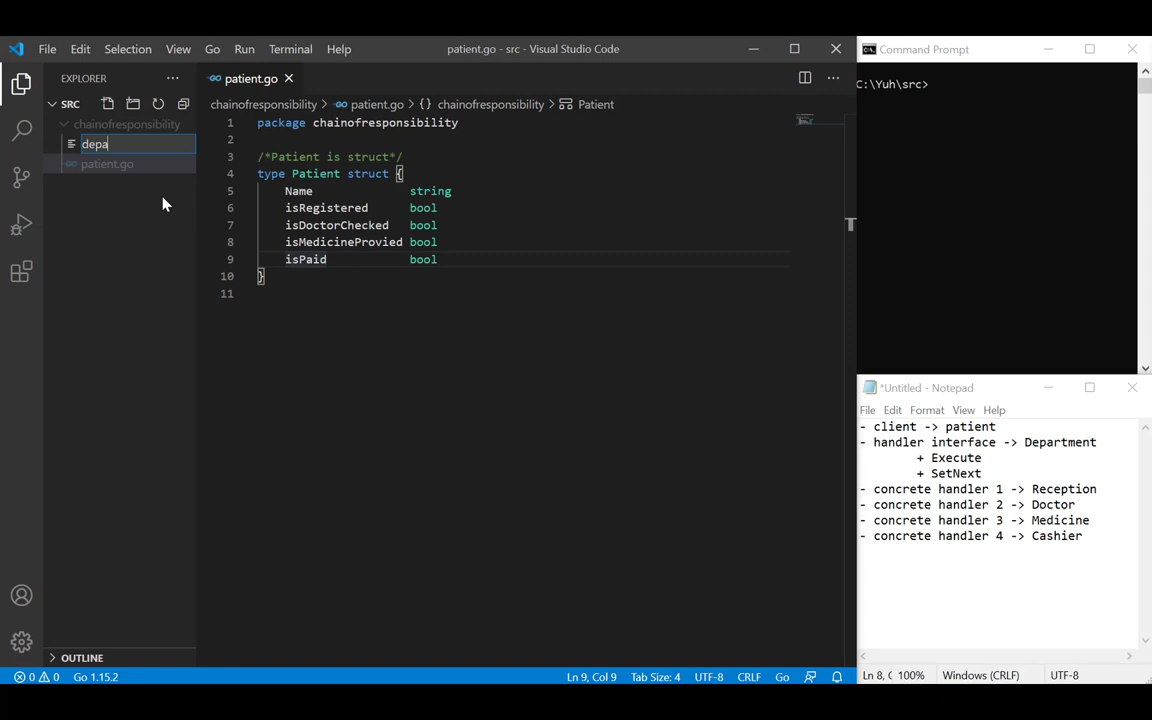 File Edit Selection View Go Run Terminal Help
patient.go - src - Visual Studio Code
EXPLORER
SRC
chainofresponsibility
depa
patient.go
patient.go
chainofresponsibility > patient.go > {} chainofresponsibility > Patient
1 package chainofresponsibility
2
3 /*Patient is struct*/
4 type Patient struct {
5 Name string
6 isRegistered bool
7 isDoctorChecked bool
8 isMedicineProvied bool
9 isPaid bool
10 }
11
OUTLINE
0 0 Go 1.15.2
Ln 9, Col 9 Tab Size: 4 UTF-8 CRLF Go
Command Prompt
C:\Yuh\src>
*Untitled - Notepad
File Edit Format View Help
- client -> patient
- handler interface -> Department
+ Execute
+ SetNext
- concrete handler 1 -> Reception
- concrete handler 2 -> Doctor
- concrete handler 3 -> Medicine
- concrete handler 4 -> Cashier
Ln 8, C 100% Windows (CRLF) UTF-8